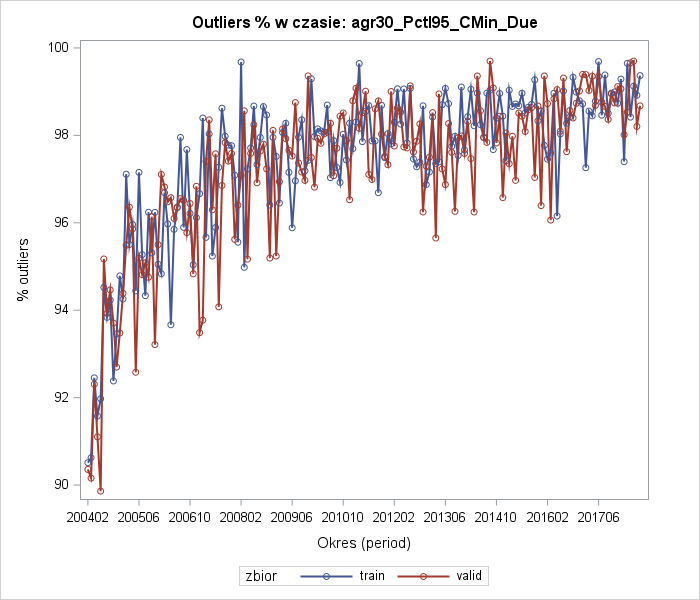 Outliers % w czasie: agr30_Pctl95_CMin_Due
% outliers
100
98
96
94
92
90
200402 200506 200610 200802 200906 201010 201202 201306 201410 201602 201706
Okres (period)
zbior train valid